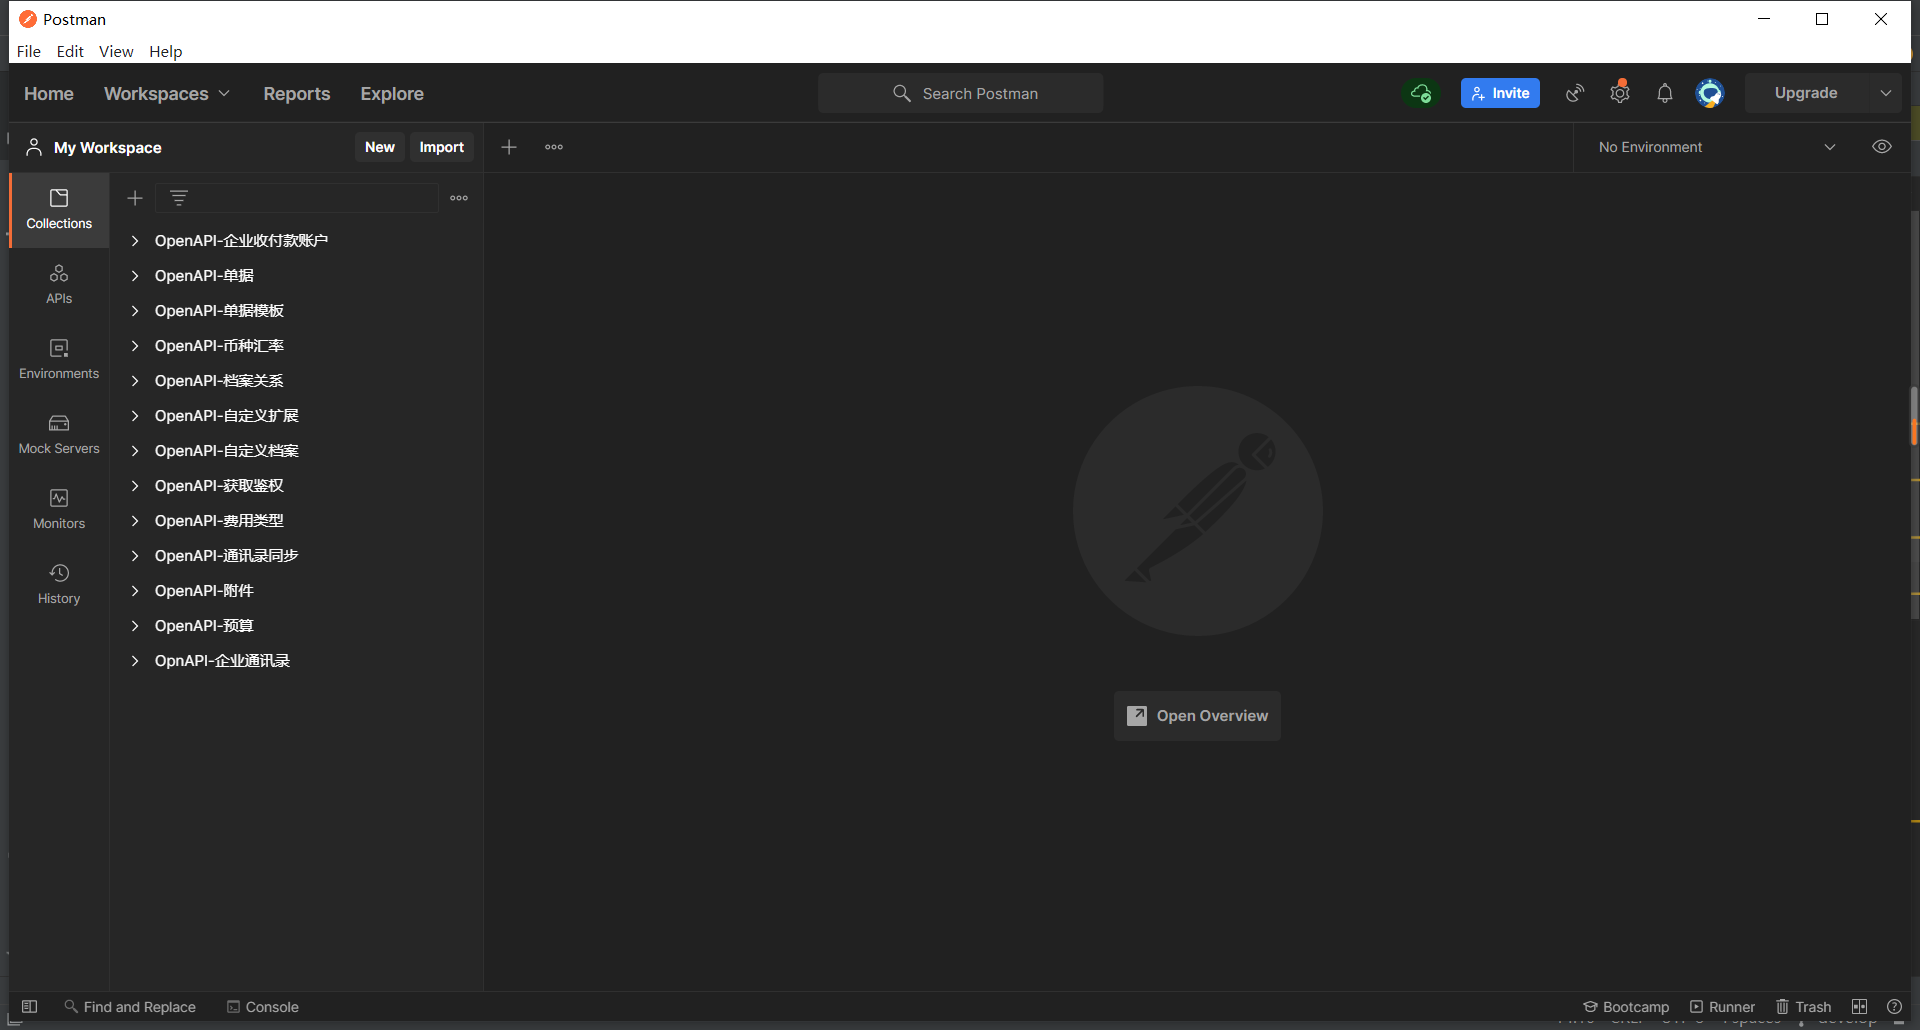 Postman
File Edit View Help
Home Workspaces Reports Explore Search Postman Invite Upgrade
My Workspace New Import No Environment
Collections
APIs
Environments
Mock Servers
Monitors
History
OpenAPI-企业收付款账户
OpenAPI-单据
OpenAPI-单据模板
OpenAPI-币种汇率
OpenAPI-档案关系
OpenAPI-自定义扩展
OpenAPI-自定义档案
OpenAPI-获取鉴权
OpenAPI-费用类型
OpenAPI-通讯录同步
OpenAPI-附件
OpenAPI-预算
OpnAPI-企业通讯录
Open Overview
Find and Replace Console Bootcamp Runner Trash